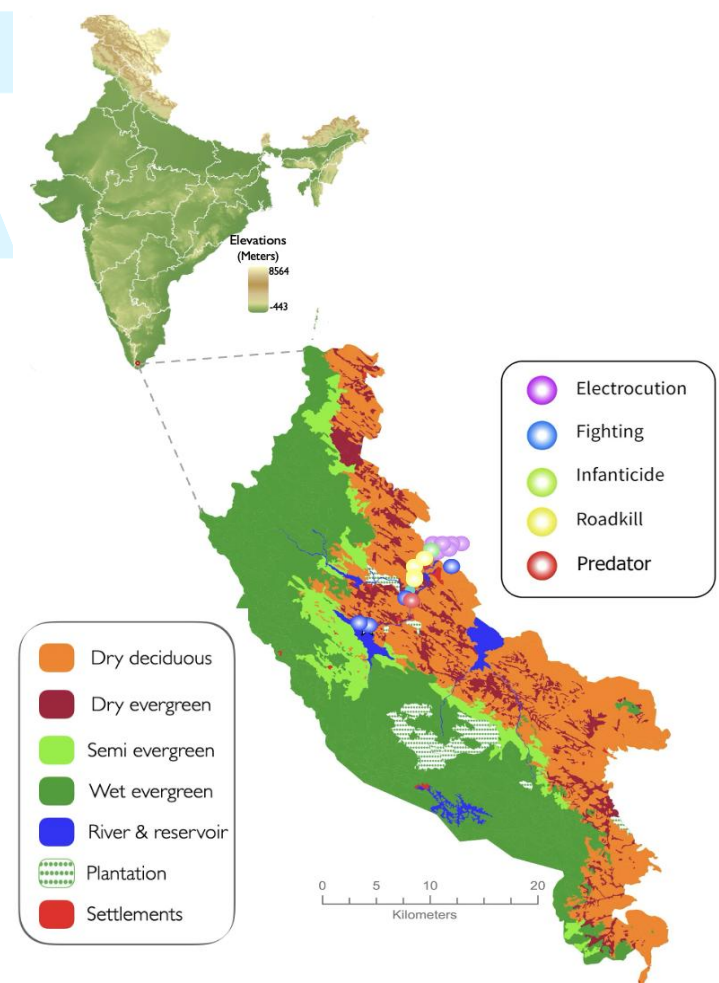 Elevations
(Meters)
8564
-443
Electrocution
Fighting
Infanticide
Roadkill
Predator
Dry deciduous
Dry evergreen
Semi evergreen
Wet evergreen
River & reservoir
Plantation
Settlements
0 5 10 20
Kilometers